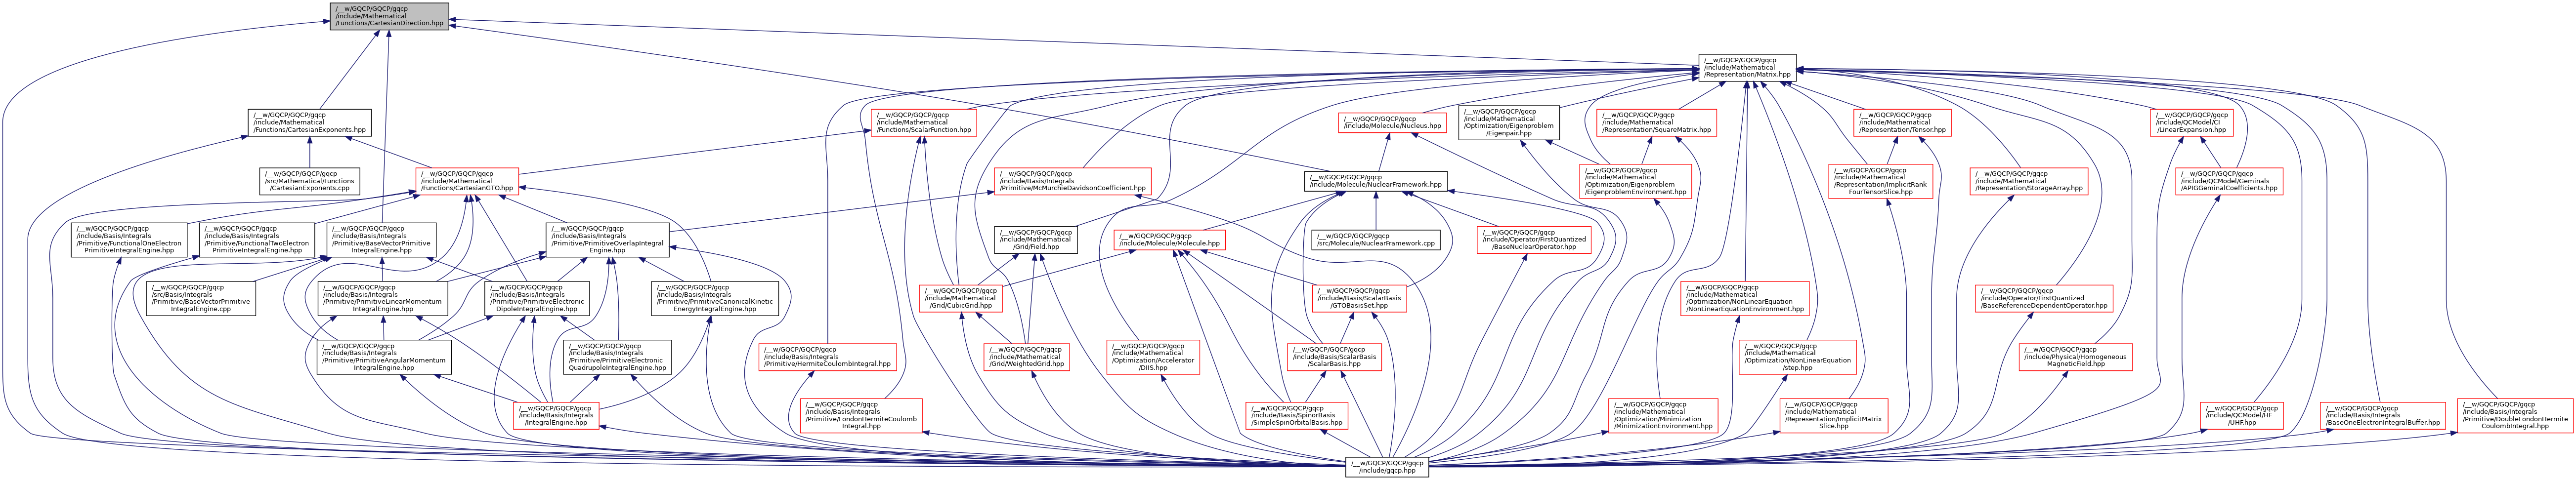 /__w/GQCP/GQCP/gqcp
/include/Mathematical
/Functions/CartesianDirection.hpp
/__w/GQCP/GQCP/gqcp
/include/Mathematical
/Representation/Matrix.hpp
/__w/GQCP/GQCP/gqcp
/include/Mathematical
/Functions/CartesianExponents.hpp
/__w/GQCP/GQCP/gqcp
/include/Mathematical
/Functions/ScalarFunction.hpp
/__w/GQCP/GQCP/gqcp
/include/Molecule/Nucleus.hpp
/__w/GQCP/GQCP/gqcp
/include/Mathematical
/Optimization/Eigenproblem
/Eigenpair.hpp
/__w/GQCP/GQCP/gqcp
/include/Mathematical
/Representation/SquareMatrix.hpp
/__w/GQCP/GQCP/gqcp
/include/Mathematical
/Representation/Tensor.hpp
/__w/GQCP/GQCP/gqcp
/include/QCModel/CI
/LinearExpansion.hpp
/__w/GQCP/GQCP/gqcp
/src/Mathematical/Functions
/CartesianExponents.cpp
/__w/GQCP/GQCP/gqcp
/include/Mathematical
/Functions/CartesianGTO.hpp
/__w/GQCP/GQCP/gqcp
/include/Basis/Integrals
/Primitive/McMurchieDavidsonCoefficient.hpp
/__w/GQCP/GQCP/gqcp
/include/Molecule/NuclearFramework.hpp
/__w/GQCP/GQCP/gqcp
/include/Mathematical
/Optimization/Eigenproblem
/EigenproblemEnvironment.hpp
/__w/GQCP/GQCP/gqcp
/include/Mathematical
/Representation/ImplicitRank
FourTensorSlice.hpp
/__w/GQCP/GQCP/gqcp
/include/Mathematical
/Representation/StorageArray.hpp
/__w/GQCP/GQCP/gqcp
/include/QCModel/Geminals
/APIGGeminalCoefficients.hpp
/__w/GQCP/GQCP/gqcp
/include/Basis/Integrals
/Primitive/FunctionalOneElectron
PrimitiveIntegralEngine.hpp
/__w/GQCP/GQCP/gqcp
/include/Basis/Integrals
/Primitive/FunctionalTwoElectron
PrimitiveIntegralEngine.hpp
/__w/GQCP/GQCP/gqcp
/include/Basis/Integrals
/Primitive/BaseVectorPrimitive
IntegralEngine.hpp
/__w/GQCP/GQCP/gqcp
/include/Basis/Integrals
/Primitive/PrimitiveOverlapIntegral
Engine.hpp
/__w/GQCP/GQCP/gqcp
/include/Mathematical
/Grid/Field.hpp
/__w/GQCP/GQCP/gqcp
/include/Molecule/Molecule.hpp
/__w/GQCP/GQCP/gqcp
/src/Molecule/NuclearFramework.cpp
/__w/GQCP/GQCP/gqcp
/include/Operator/FirstQuantized
/BaseNuclearOperator.hpp
/__w/GQCP/GQCP/gqcp
/src/Basis/Integrals
/Primitive/BaseVectorPrimitive
IntegralEngine.cpp
/__w/GQCP/GQCP/gqcp
/include/Basis/Integrals
/Primitive/PrimitiveLinearMomentum
IntegralEngine.hpp
/__w/GQCP/GQCP/gqcp
/include/Basis/Integrals
/Primitive/PrimitiveElectronic
DipoleIntegralEngine.hpp
/__w/GQCP/GQCP/gqcp
/include/Basis/Integrals
/Primitive/PrimitiveCanonicalKinetic
EnergyIntegralEngine.hpp
/__w/GQCP/GQCP/gqcp
/include/Mathematical
/Grid/CubicGrid.hpp
/__w/GQCP/GQCP/gqcp
/include/Basis/ScalarBasis
/GTOBasisSet.hpp
/__w/GQCP/GQCP/gqcp
/include/Mathematical
/Optimization/NonLinearEquation
/NonLinearEquationEnvironment.hpp
/__w/GQCP/GQCP/gqcp
/include/Operator/FirstQuantized
/BaseReferenceDependentOperator.hpp
/__w/GQCP/GQCP/gqcp
/include/Basis/Integrals
/Primitive/PrimitiveAngularMomentum
IntegralEngine.hpp
/__w/GQCP/GQCP/gqcp
/include/Basis/Integrals
/Primitive/PrimitiveElectronic
QuadrupoleIntegralEngine.hpp
/__w/GQCP/GQCP/gqcp
/include/Basis/Integrals
/Primitive/HermiteCoulombIntegral.hpp
/__w/GQCP/GQCP/gqcp
/include/Mathematical
/Grid/WeightedGrid.hpp
/__w/GQCP/GQCP/gqcp
/include/Mathematical
/Optimization/Accelerator
/DIIS.hpp
/__w/GQCP/GQCP/gqcp
/include/Basis/ScalarBasis
/ScalarBasis.hpp
/__w/GQCP/GQCP/gqcp
/include/Mathematical
/Optimization/NonLinearEquation
/step.hpp
/__w/GQCP/GQCP/gqcp
/include/Physical/Homogeneous
MagneticField.hpp
/__w/GQCP/GQCP/gqcp
/include/Basis/Integrals
/IntegralEngine.hpp
/__w/GQCP/GQCP/gqcp
/include/Basis/Integrals
/Primitive/LondonHermiteCoulomb
Integral.hpp
/__w/GQCP/GQCP/gqcp
/include/Basis/SpinorBasis
/SimpleSpinOrbitalBasis.hpp
/__w/GQCP/GQCP/gqcp
/include/Mathematical
/Optimization/Minimization
/MinimizationEnvironment.hpp
/__w/GQCP/GQCP/gqcp
/include/Mathematical
/Representation/ImplicitMatrix
Slice.hpp
/__w/GQCP/GQCP/gqcp
/include/QCModel/HF
/UHF.hpp
/__w/GQCP/GQCP/gqcp
/include/Basis/Integrals
/BaseOneElectronIntegralBuffer.hpp
/__w/GQCP/GQCP/gqcp
/include/Basis/Integrals
/Primitive/DoubleLondonHermite
CoulombIntegral.hpp
/__w/GQCP/GQCP/gqcp
/include/gqcp.hpp